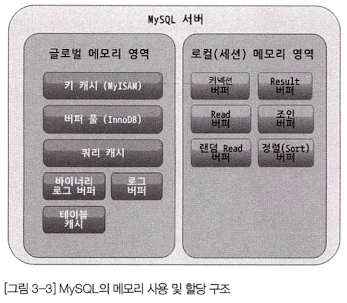 MySQL 서버
글로벌 메모리 영역
키 캐시 (MyISAM)
버퍼 풀 (InnoDB)
쿼리 캐시
바이너리
로그 버퍼
로그
버퍼
테이블
캐시
로컬(세션) 메모리 영역
커넥션
버퍼
Result
버퍼
Read
버퍼
조인
버퍼
랜덤 Read
버퍼
정렬(Sort)
버퍼
[그림 3-3] MySQL의 메모리 사용 및 할당 구조